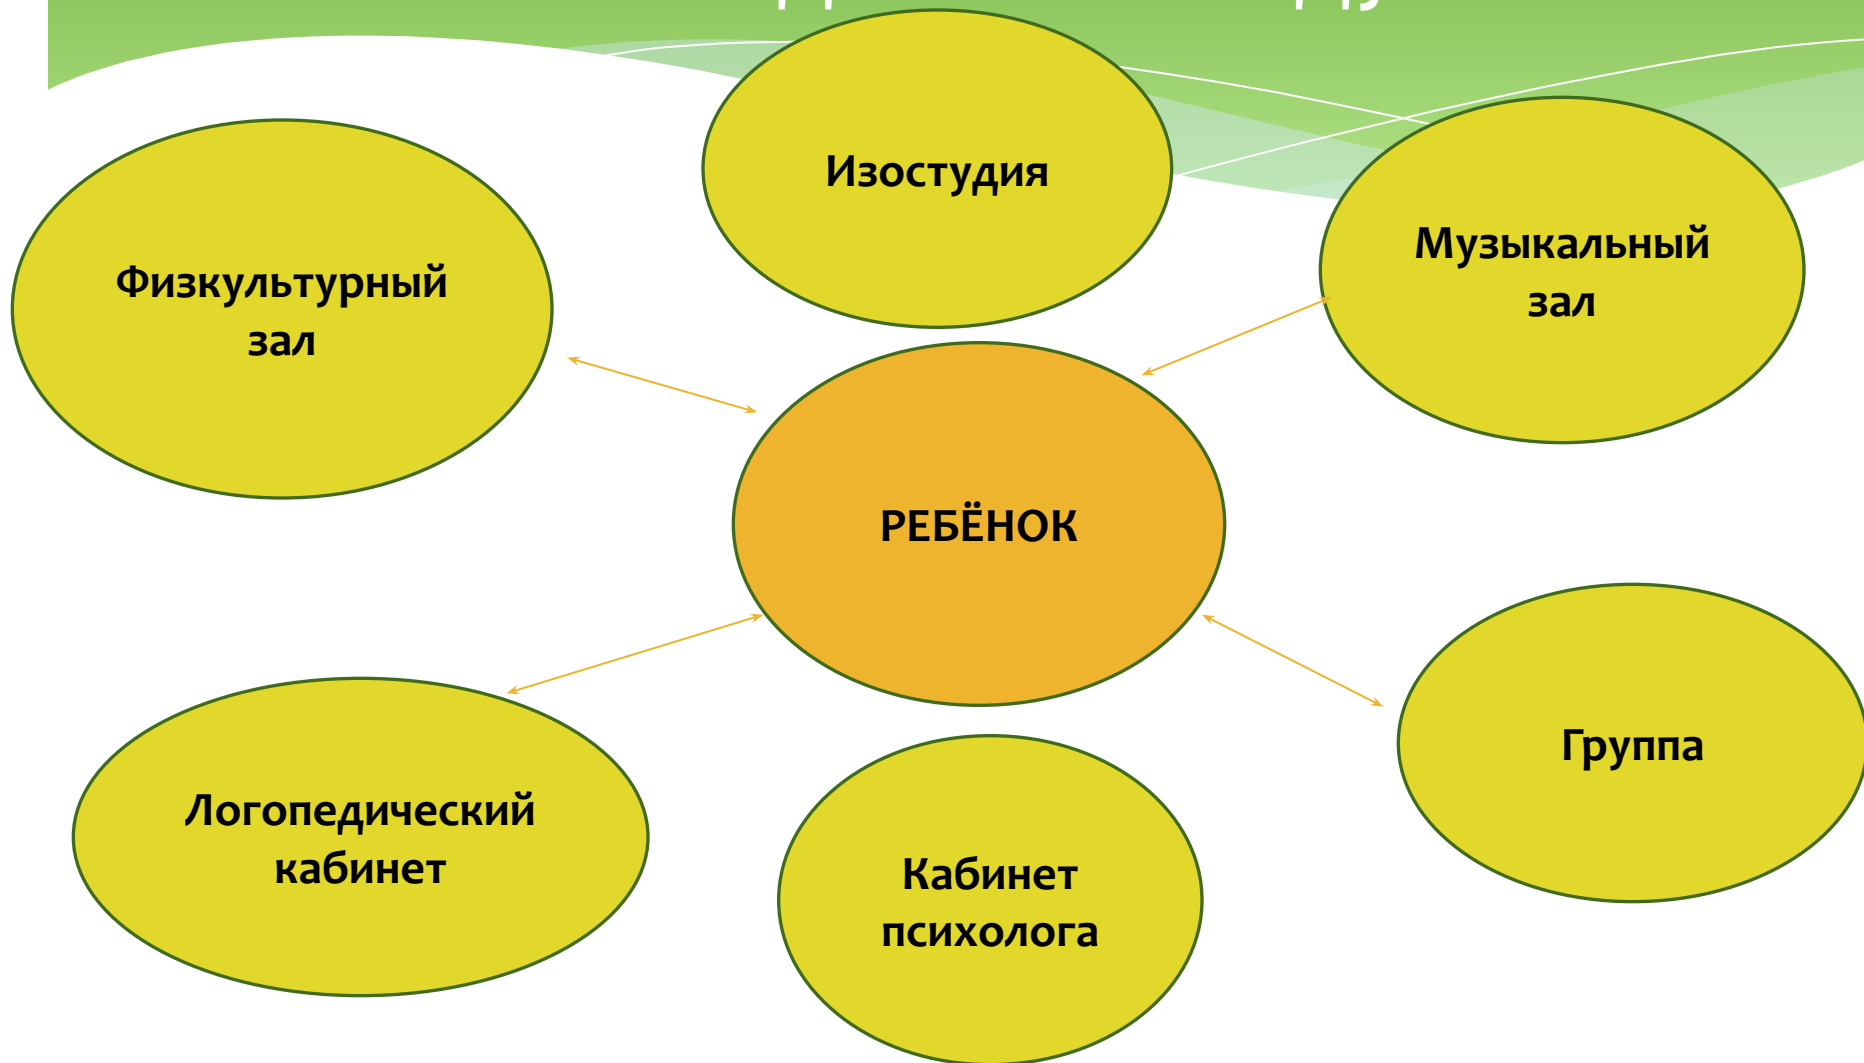 Изостудия
Музыкальный
зал
Физкультурный
зал
РЕБЁНОК
Группа
Логопедический
кабинет
Кабинет
психолога